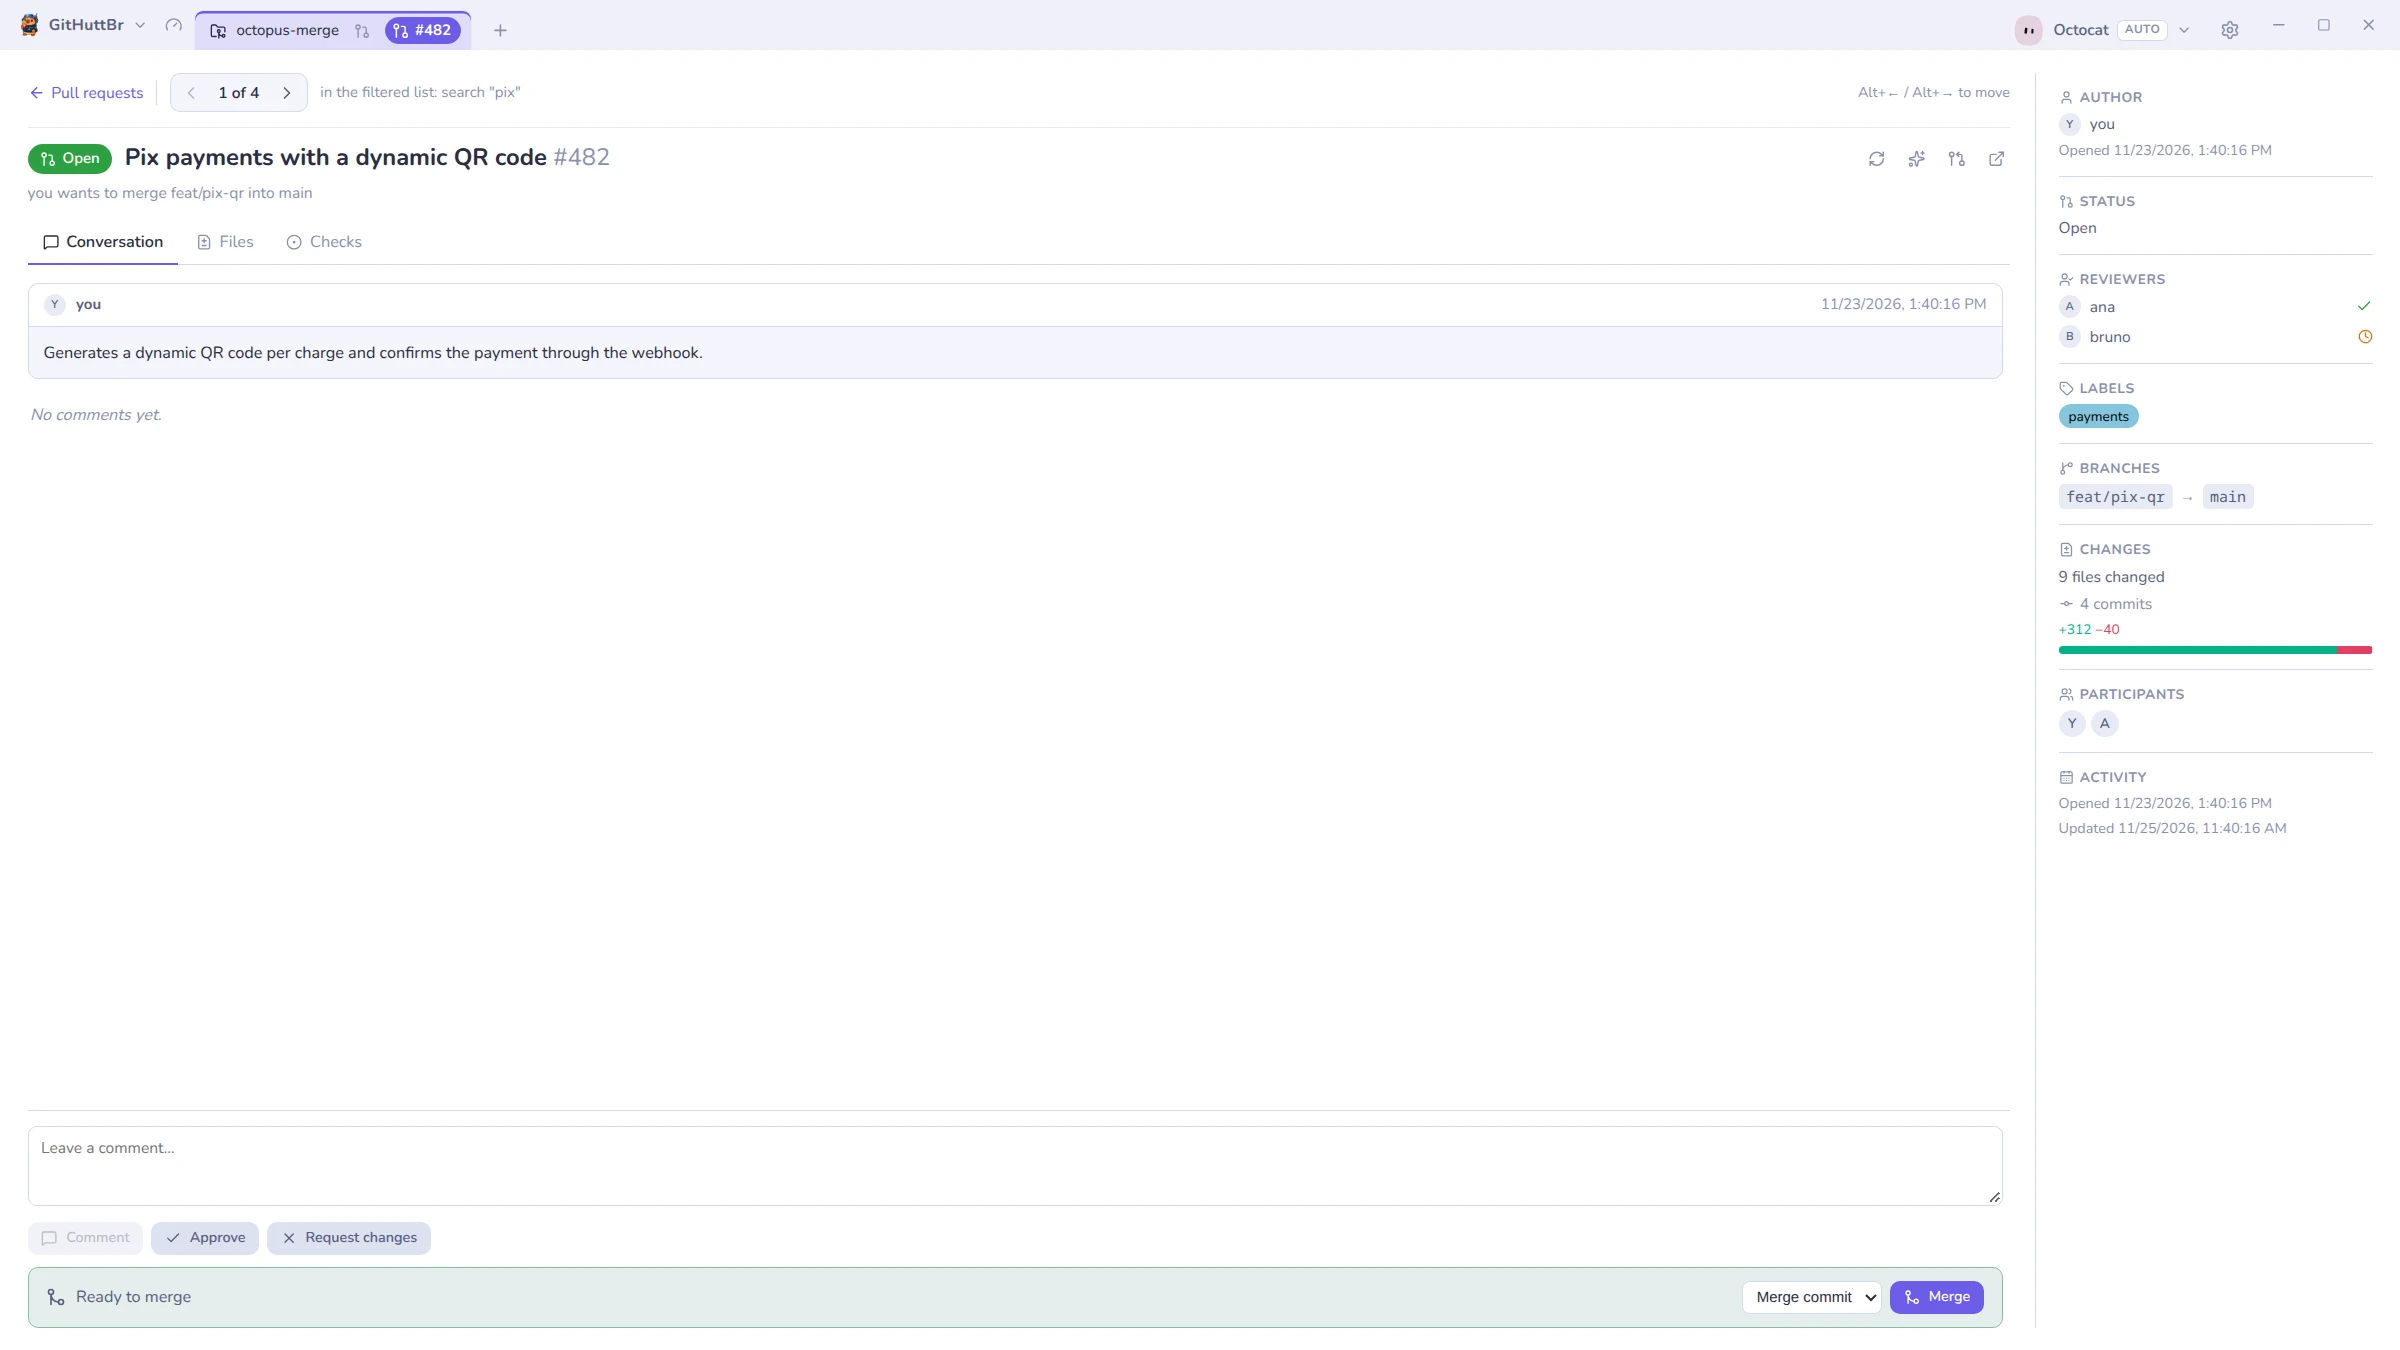 GitHuttBr
octopus-merge
#482
Octocat
AUTO
Pull requests
1 of 4
in the filtered list: search "pix"
Alt+← / Alt+→ to move
Open
Pix payments with a dynamic QR code #482
you wants to merge feat/pix-qr into main
Conversation
Files
Checks
Y
you
11/23/2026, 1:40:16 PM
Generates a dynamic QR code per charge and confirms the payment through the webhook.
No comments yet.
Leave a comment...
Comment
Approve
Request changes
Ready to merge
Merge commit
Merge
AUTHOR
Y
you
Opened 11/23/2026, 1:40:16 PM
STATUS
Open
REVIEWERS
A
ana
B
bruno
LABELS
payments
BRANCHES
feat/pix-qr → main
CHANGES
9 files changed
4 commits
+312 −40
PARTICIPANTS
Y
A
ACTIVITY
Opened 11/23/2026, 1:40:16 PM
Updated 11/25/2026, 11:40:16 AM